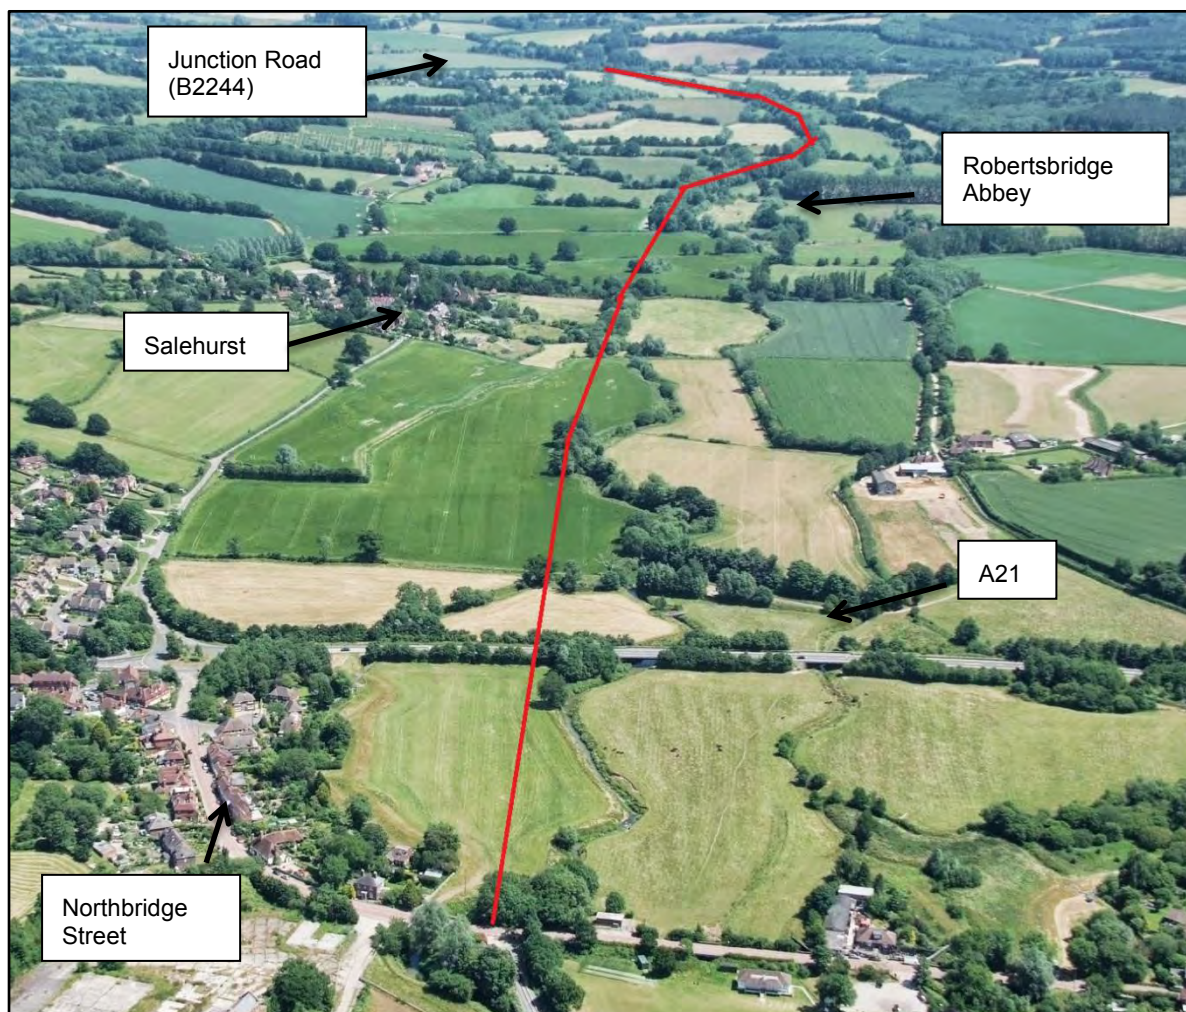 Junction Road
(B2244)
Robertsbridge
Abbey
Salehurst
A21
Northbridge
Street